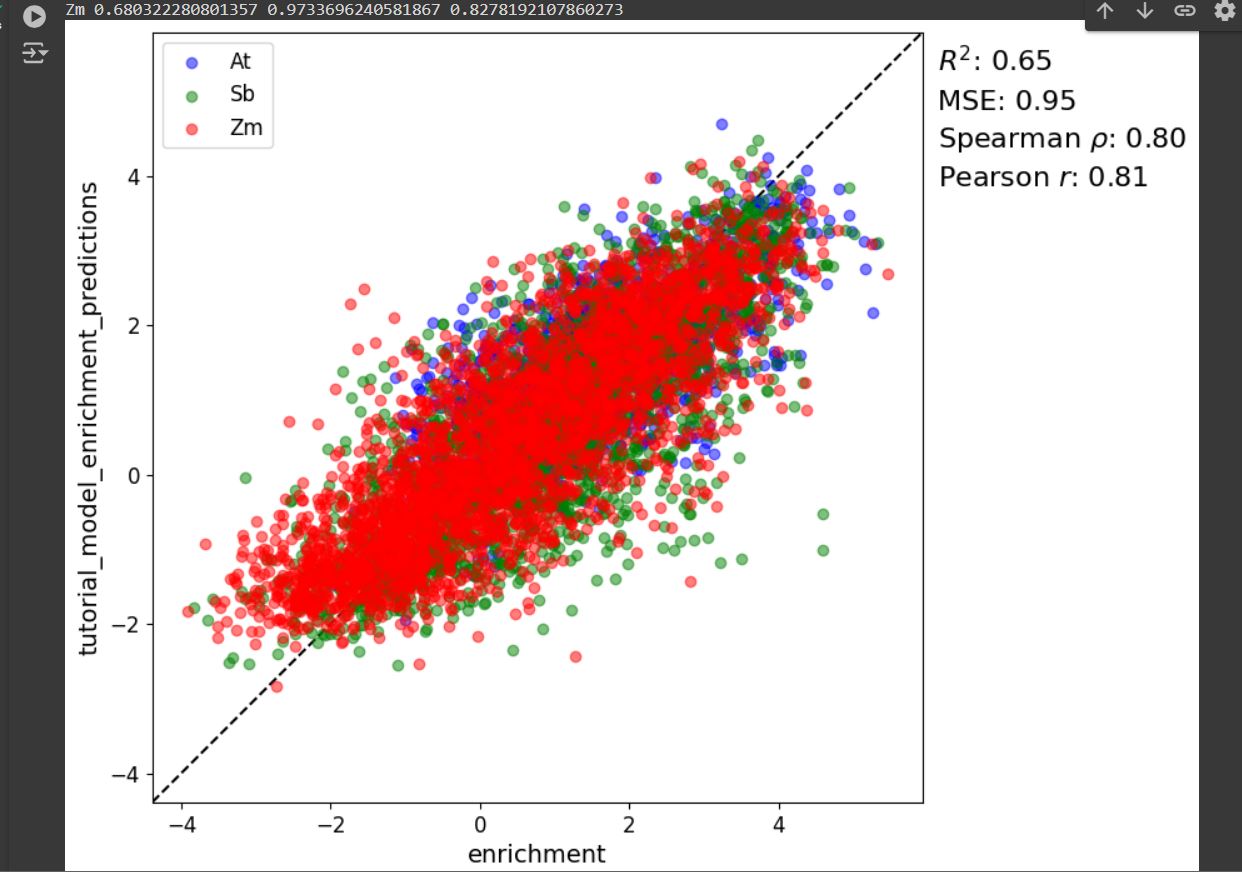 Zm 0.680322280801357 0.9733696240581867 0.8278192107860273
At
Sb
Zm
R²: 0.65
MSE: 0.95
Spearman ρ: 0.80
Pearson r: 0.81
tutorial_model_enrichment_predictions
4
2
0
−2
−4
−4
−2
0
2
4
enrichment